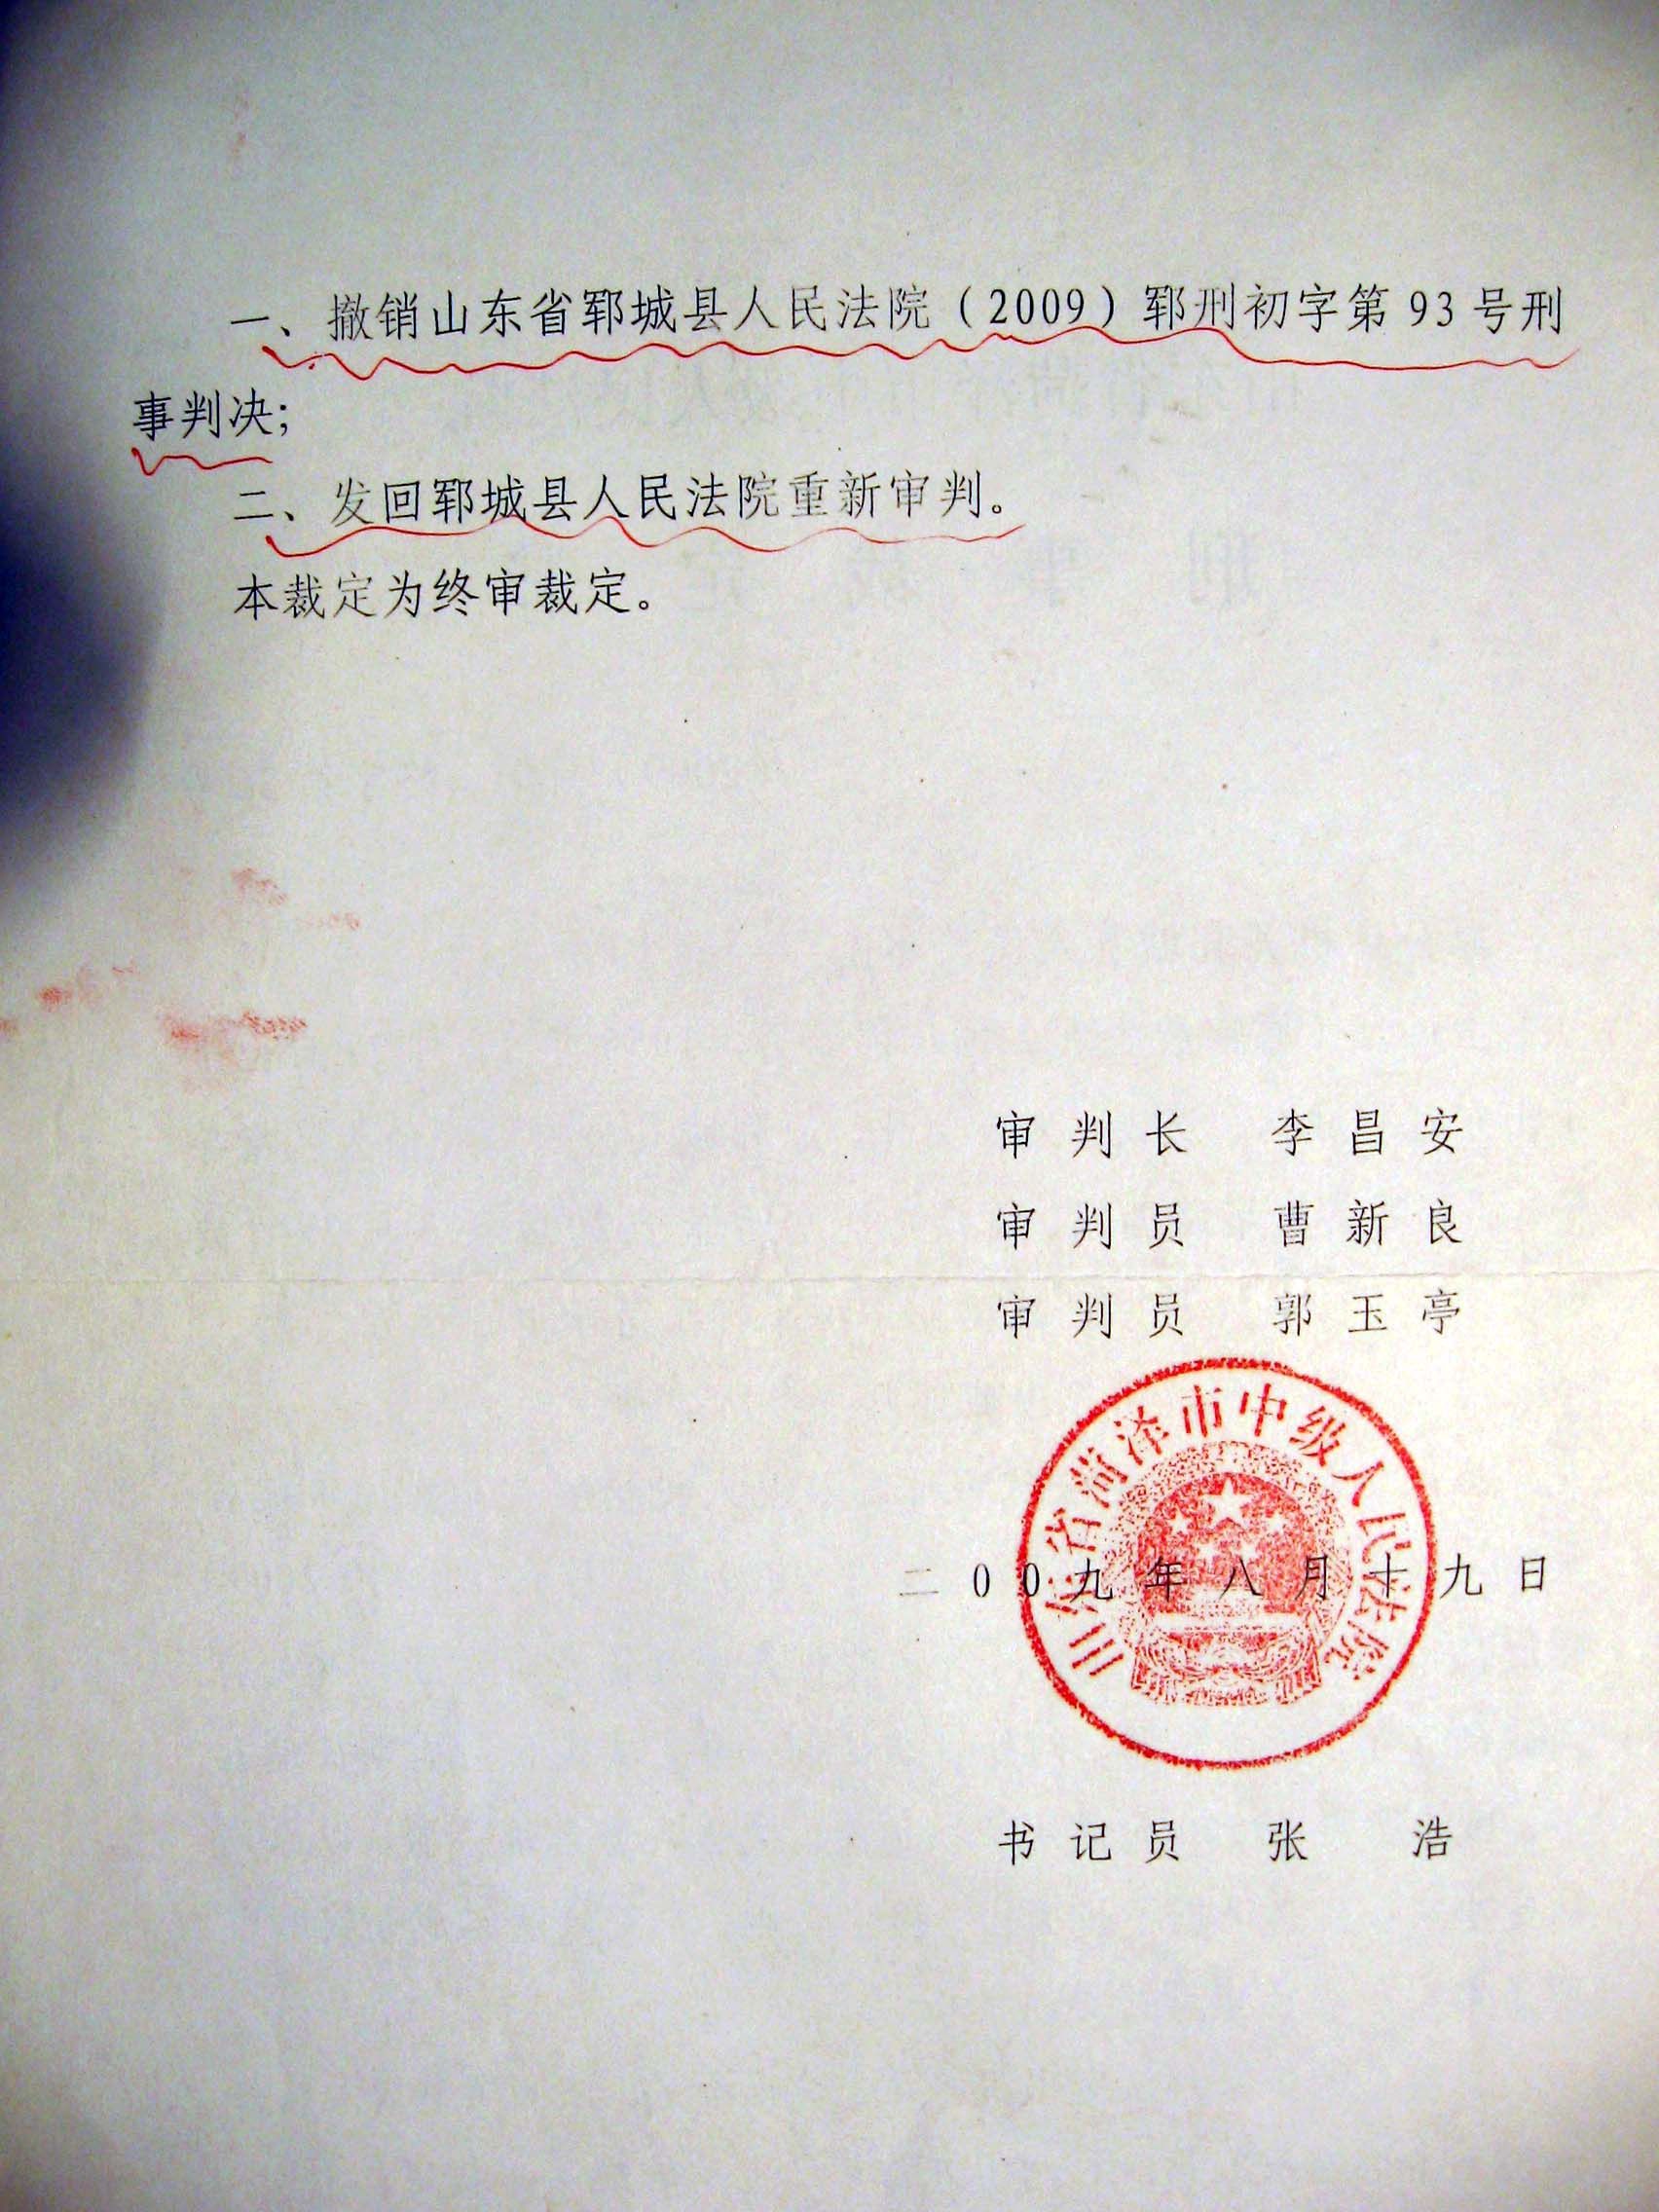 一、撤销山东省郓城县人民法院（2009）郓刑初字第93号刑
事判决；
二、发回郓城县人民法院重新审判。
本裁定为终审裁定。
审判长 李昌安
审判员 曹新良
审判员 郭玉亭
山东省菏泽市中级人民法院
二00九年八月十九日
书记员 张 浩